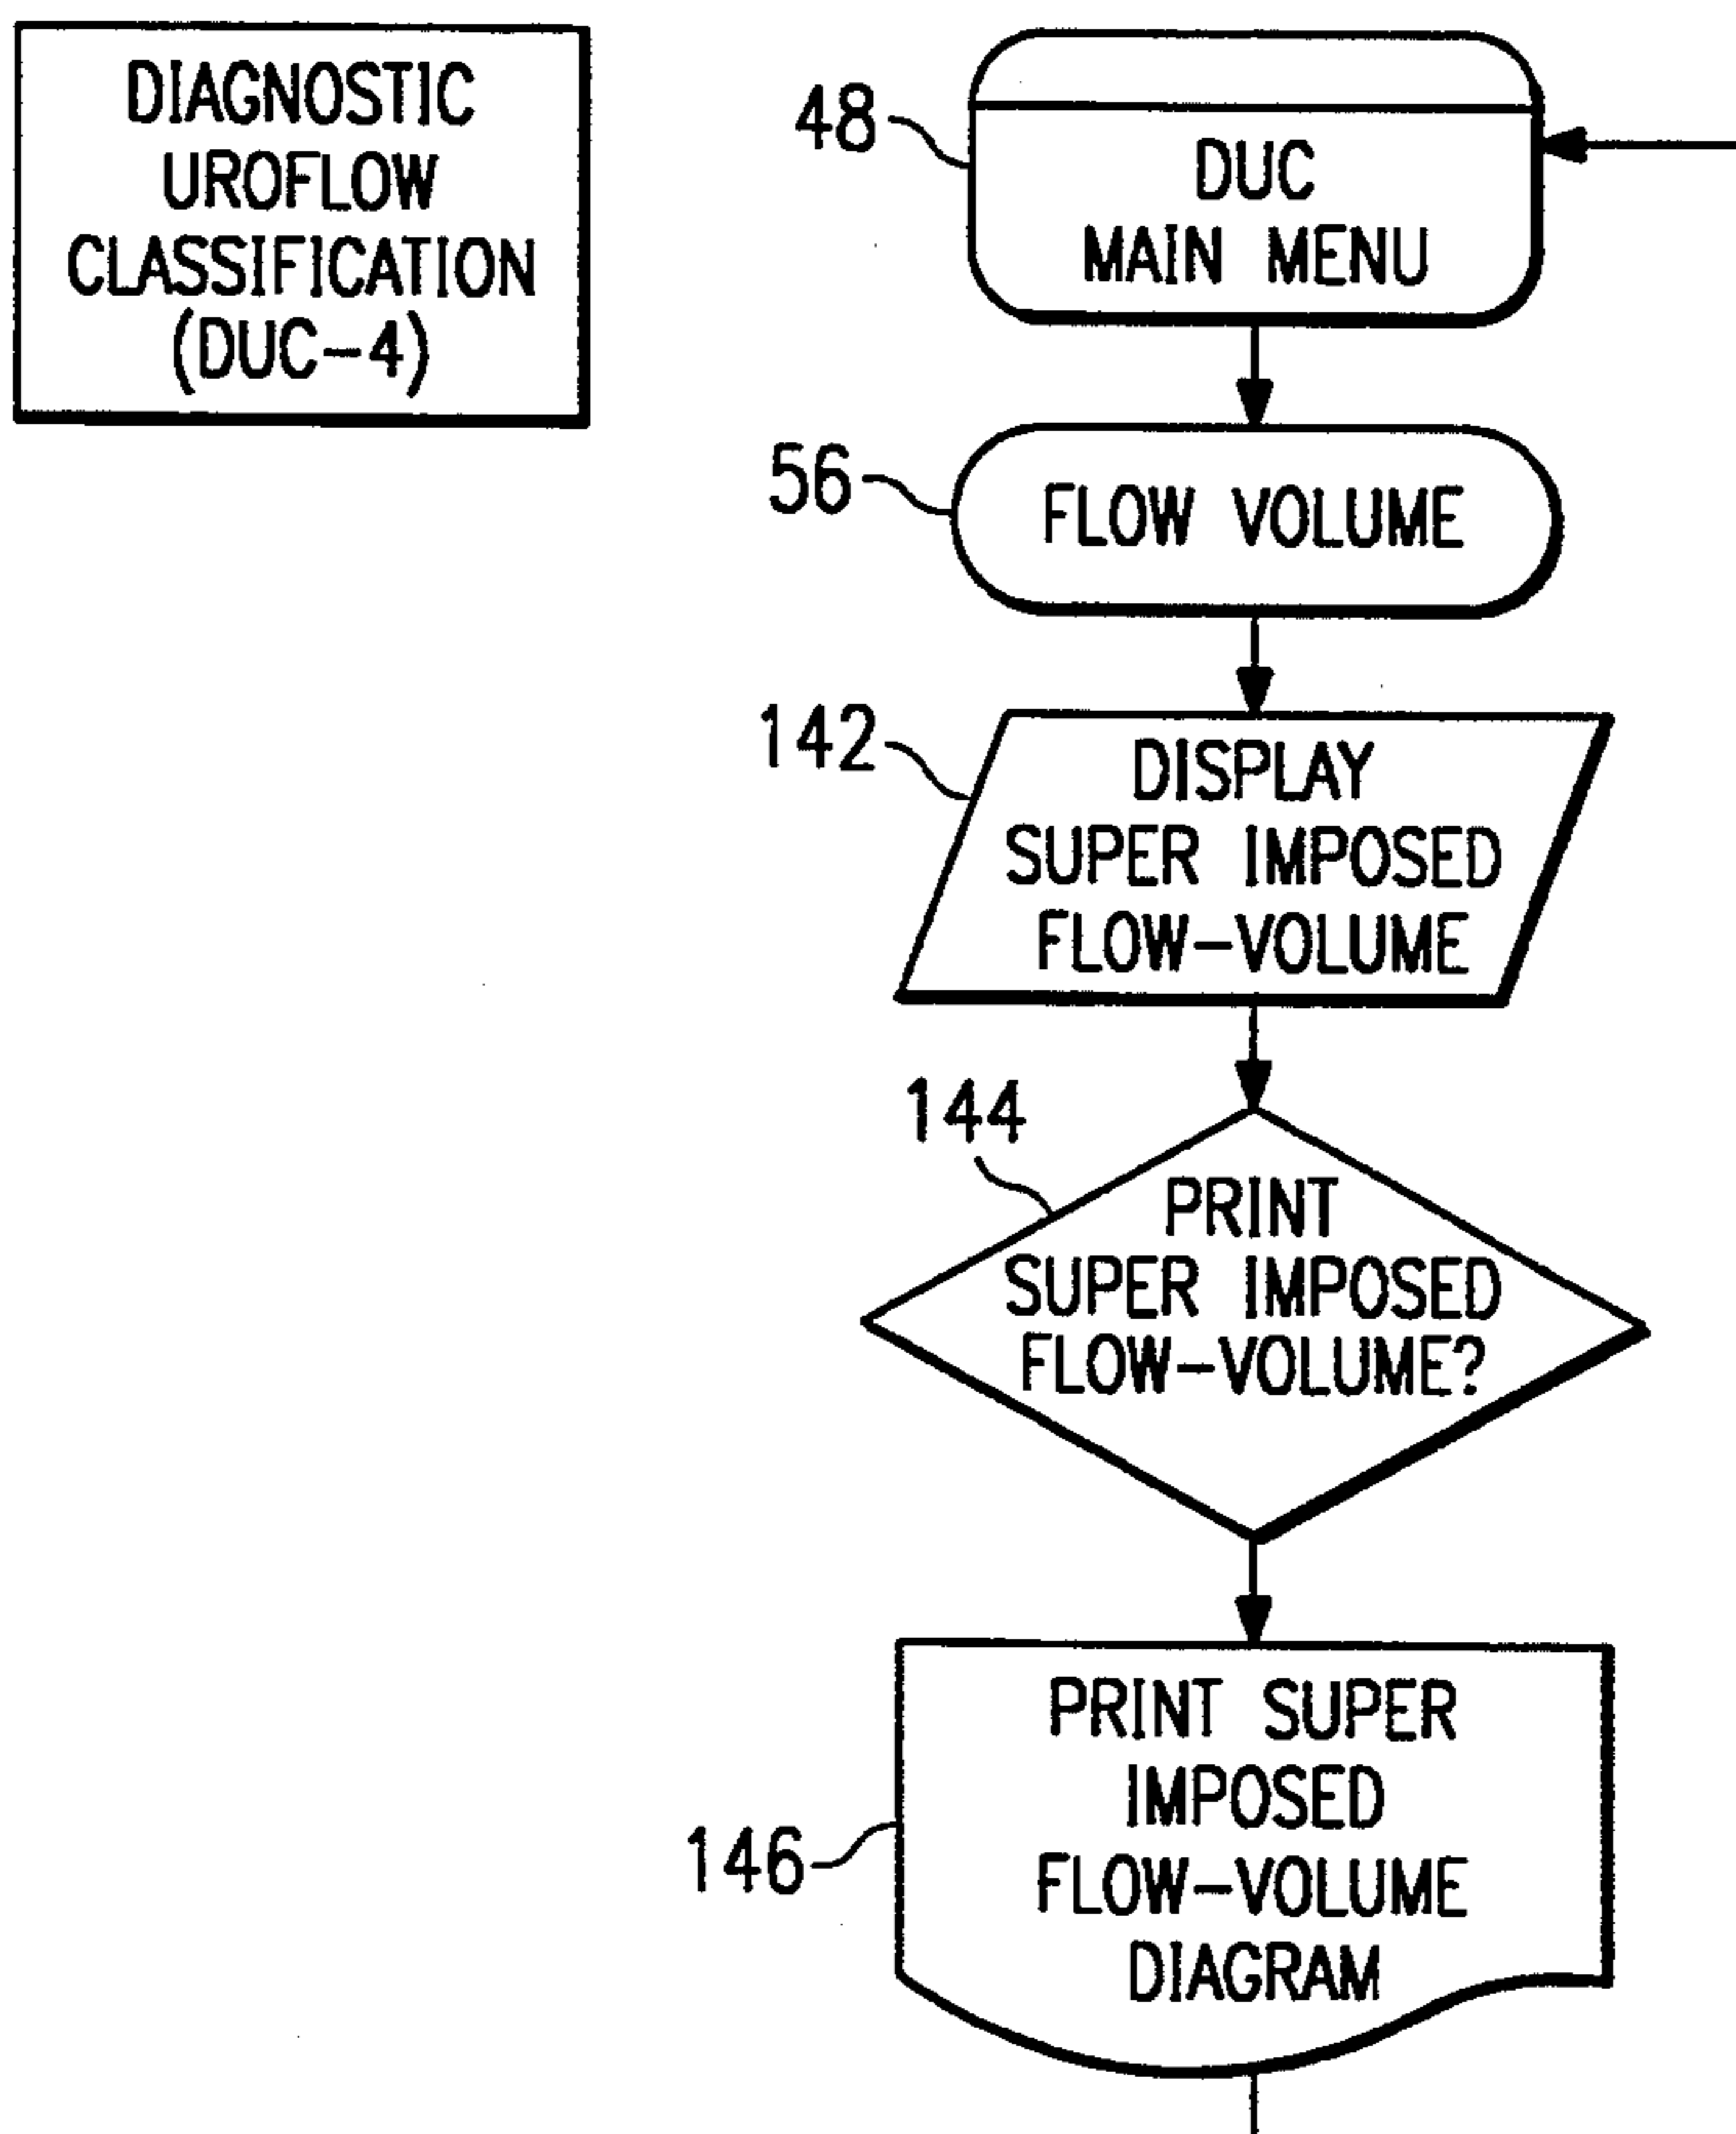 DIAGNOSTIC
UROFLOW
CLASSIFICATION
(DUC-4)
48
DUC
MAIN MENU
56
FLOW VOLUME
142
DISPLAY
SUPER IMPOSED
FLOW-VOLUME
144
PRINT
SUPER IMPOSED
FLOW-VOLUME?
PRINT SUPER
IMPOSED
146
FLOW-VOLUME
DIAGRAM